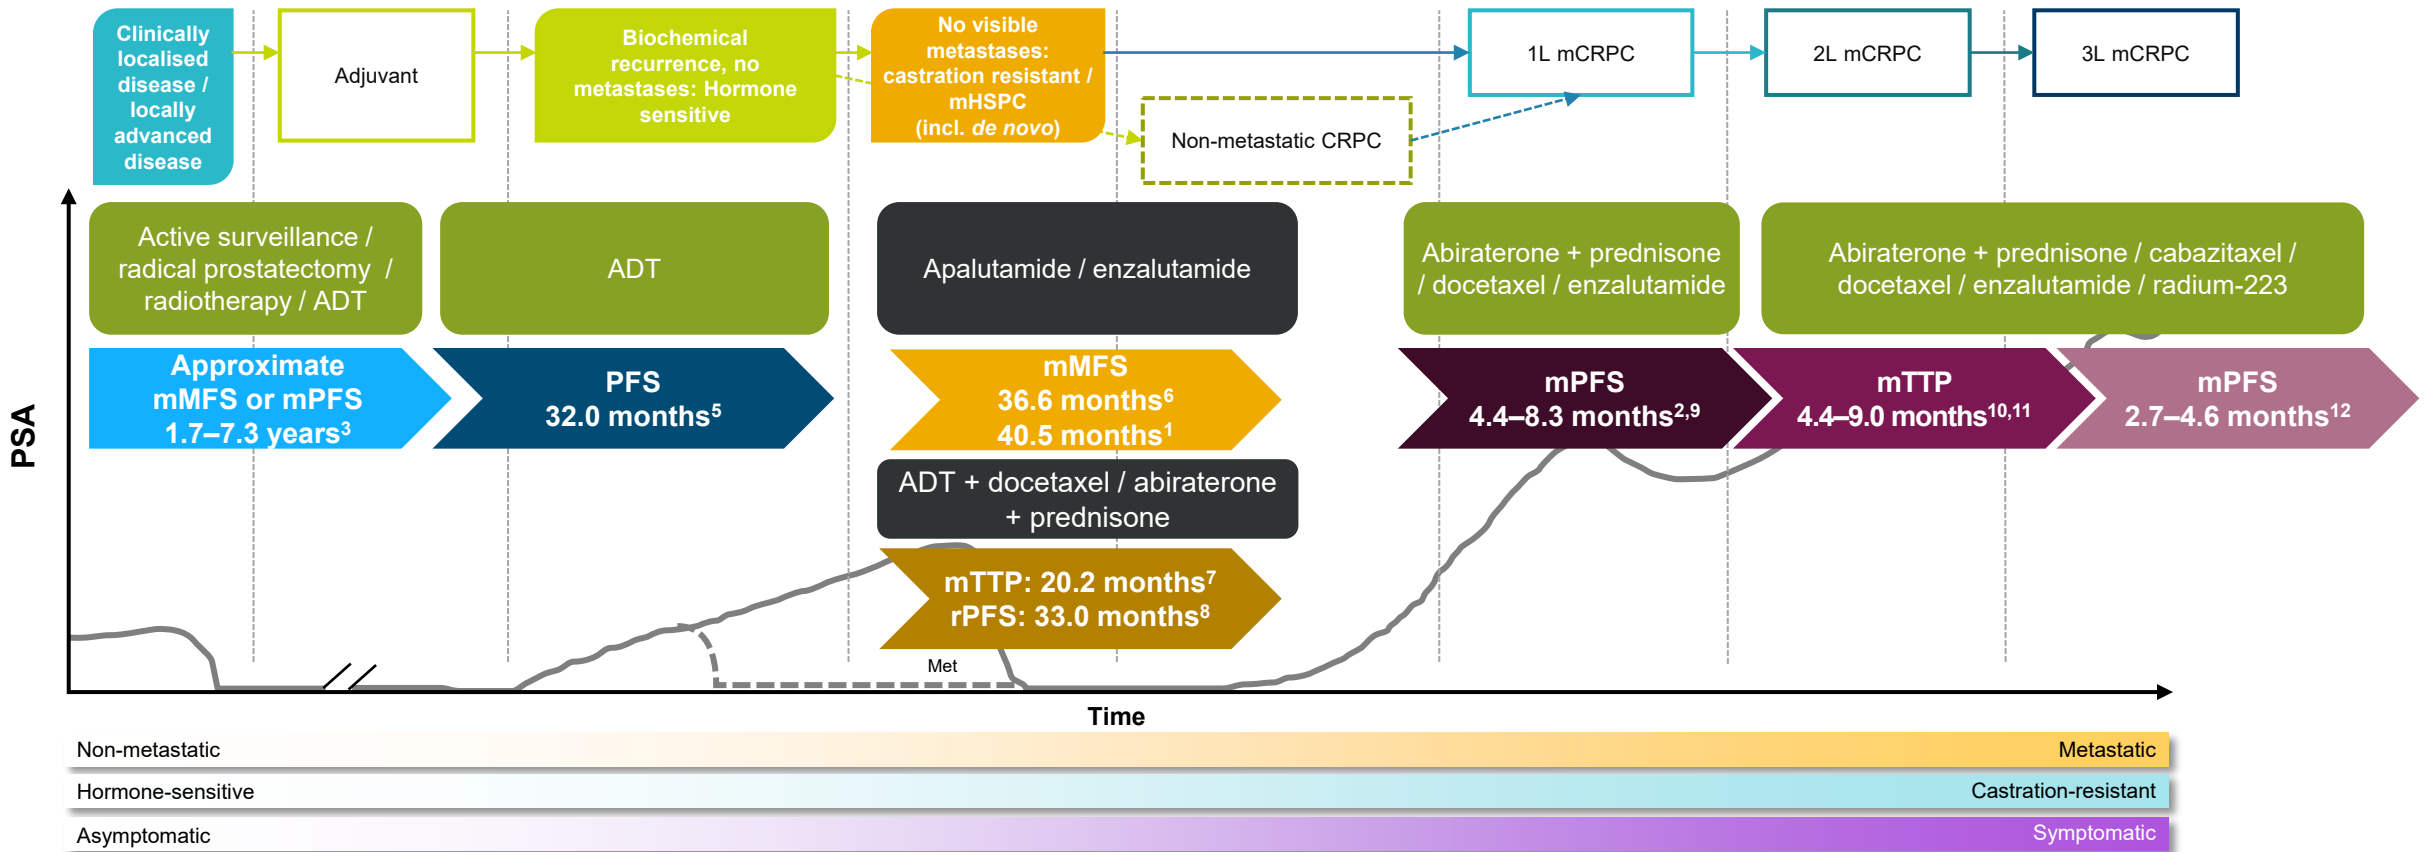 Clinically
localised
disease /
locally
advanced
disease
Adjuvant
Biochemical
recurrence, no
metastases: Hormone
sensitive
No visible
metastases:
castration resistant /
mHSPC
(incl. de novo)
Non-metastatic CRPC
1L mCRPC
2L mCRPC
3L mCRPC
Active surveillance /
radical prostatectomy /
radiotherapy / ADT
ADT
Apalutamide / enzalutamide
Abiraterone + prednisone
/ docetaxel / enzalutamide
Abiraterone + prednisone / cabazitaxel /
docetaxel / enzalutamide / radium-223
Approximate
mMFS or mPFS
1.7–7.3 years3
PFS
32.0 months5
mMFS
36.6 months6
40.5 months1
mPFS
4.4–8.3 months2,9
mTTP
4.4–9.0 months10,11
mPFS
2.7–4.6 months12
ADT + docetaxel / abiraterone
+ prednisone
mTTP: 20.2 months7
rPFS: 33.0 months8
Met
PSA
Time
Non-metastatic
Metastatic
Hormone-sensitive
Castration-resistant
Asymptomatic
Symptomatic